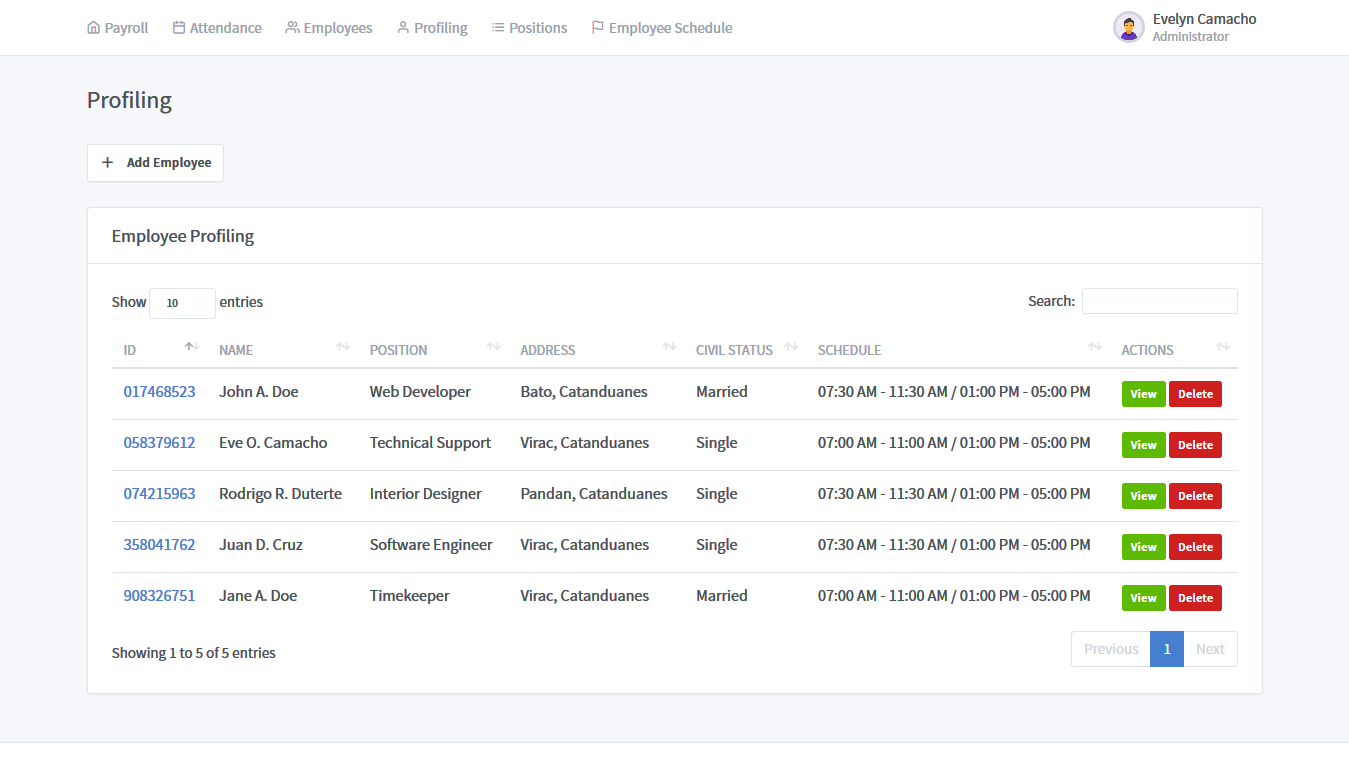 Payroll Attendance Employees Profiling Positions Employee Schedule Evelyn Camacho
Administrator
Profiling
+ Add Employee
Employee Profiling
Show 10 entries Search:
ID NAME POSITION ADDRESS CIVIL STATUS SCHEDULE ACTIONS
017468523 John A. Doe Web Developer Bato, Catanduanes Married 07:30 AM - 11:30 AM / 01:00 PM - 05:00 PM View Delete
058379612 Eve O. Camacho Technical Support Virac, Catanduanes Single 07:00 AM - 11:00 AM / 01:00 PM - 05:00 PM View Delete
074215963 Rodrigo R. Duterte Interior Designer Pandan, Catanduanes Single 07:30 AM - 11:30 AM / 01:00 PM - 05:00 PM View Delete
358041762 Juan D. Cruz Software Engineer Virac, Catanduanes Single 07:30 AM - 11:30 AM / 01:00 PM - 05:00 PM View Delete
908326751 Jane A. Doe Timekeeper Virac, Catanduanes Married 07:00 AM - 11:00 AM / 01:00 PM - 05:00 PM View Delete
Showing 1 to 5 of 5 entries Previous 1 Next